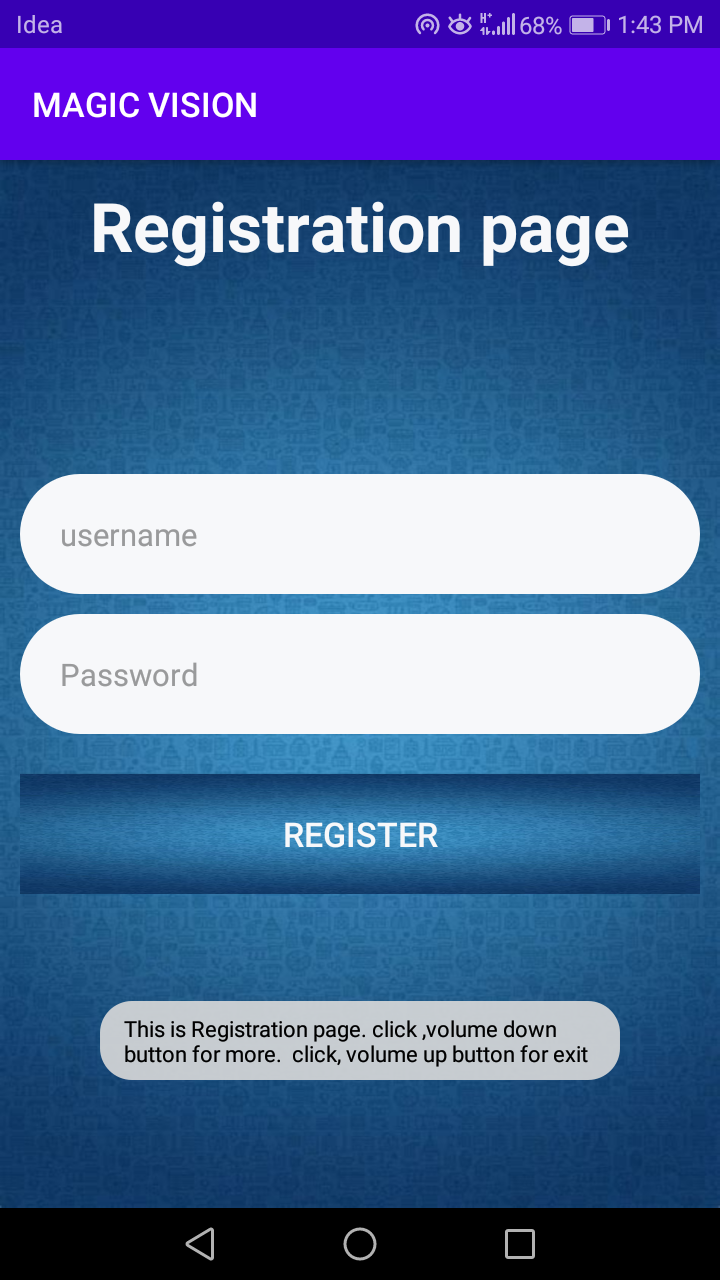 Idea 68% 1:43 PM
MAGIC VISION
Registration page
username
Password
REGISTER
This is Registration page. click ,volume down
button for more.  click, volume up button for exit